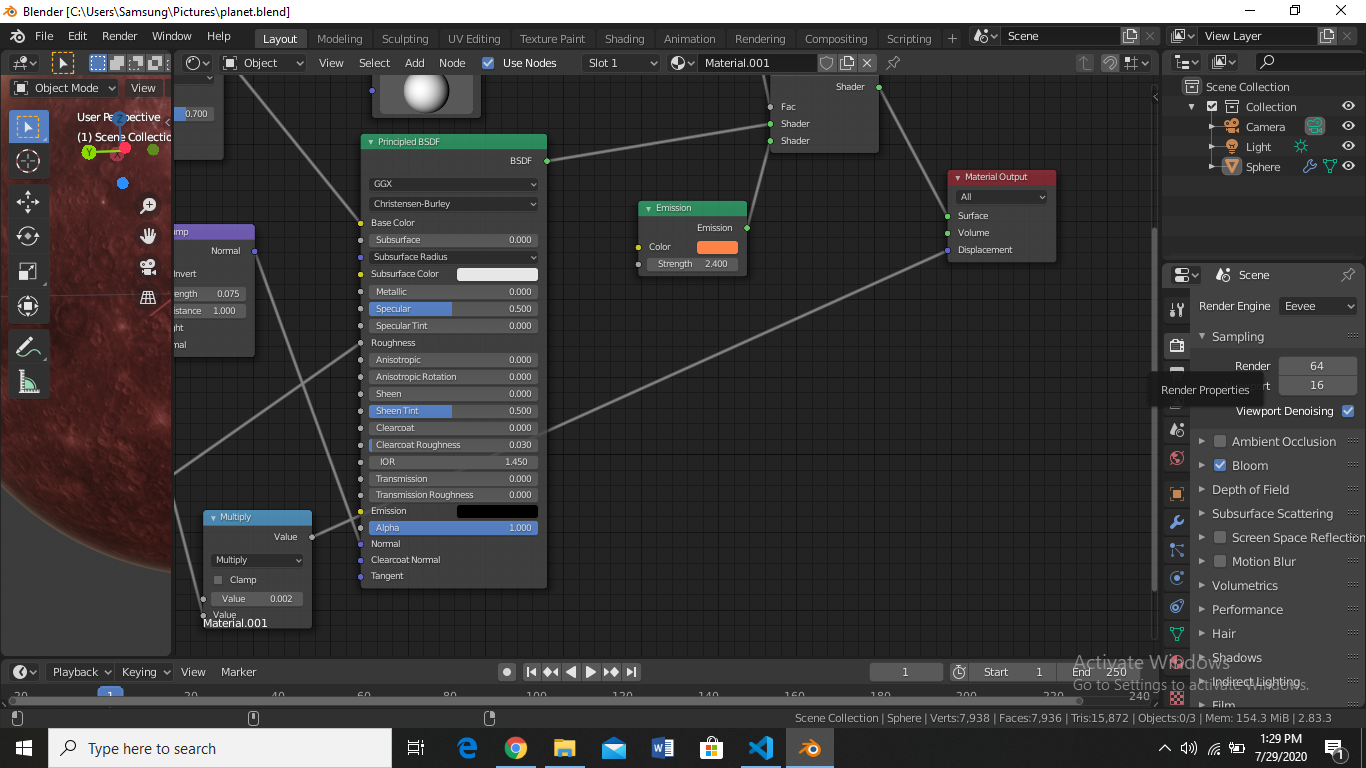 Blender [C:\Users\Samsung\Pictures\planet.blend]
File Edit Render Window Help Layout Modeling Sculpting UV Editing Texture Paint Shading Animation Rendering Compositing Scripting + Scene View Layer
Object View Select Add Node Use Nodes Slot 1 Material.001
Object Mode View
User Perspective
(1) Scene Collectio
0.700
Normal
Invert
0.075
1.000
Multiply
Value
Multiply
Clamp
Value 0.002
Value
Material.001
Principled BSDF
BSDF
GGX
Christensen-Burley
Base Color
Subsurface 0.000
Subsurface Radius
Subsurface Color
Metallic 0.000
Specular 0.500
Specular Tint 0.000
Roughness
Anisotropic 0.000
Anisotropic Rotation 0.000
Sheen 0.000
Sheen Tint 0.500
Clearcoat 0.000
Clearcoat Roughness 0.030
IOR 1.450
Transmission 0.000
Transmission Roughness 0.000
Emission
Alpha 1.000
Normal
Clearcoat Normal
Tangent
Emission
Emission
Color
Strength 2.400
Shader
Fac
Shader
Shader
Material Output
All
Surface
Volume
Displacement
Scene Collection
Collection
Camera
Light
Sphere
Scene
Render Engine Eevee
Sampling
Render 64
16
Render Properties
Viewport Denoising
Ambient Occlusion
Bloom
Depth of Field
Subsurface Scattering
Screen Space Reflection
Motion Blur
Volumetrics
Performance
Hair
Shadows
Indirect Lighting
Film
Activate Windows
Go to Settings to activate Windows.
Playback Keying View Marker 1 Start 1 End 250
20 1 20 40 60 80 100 120 140 160 180 200 220 240
Scene Collection | Sphere | Verts:7,938 | Faces:7,936 | Tris:15,872 | Objects:0/3 | Mem: 154.3 MiB | 2.83.3
Type here to search
1:29 PM
7/29/2020
1